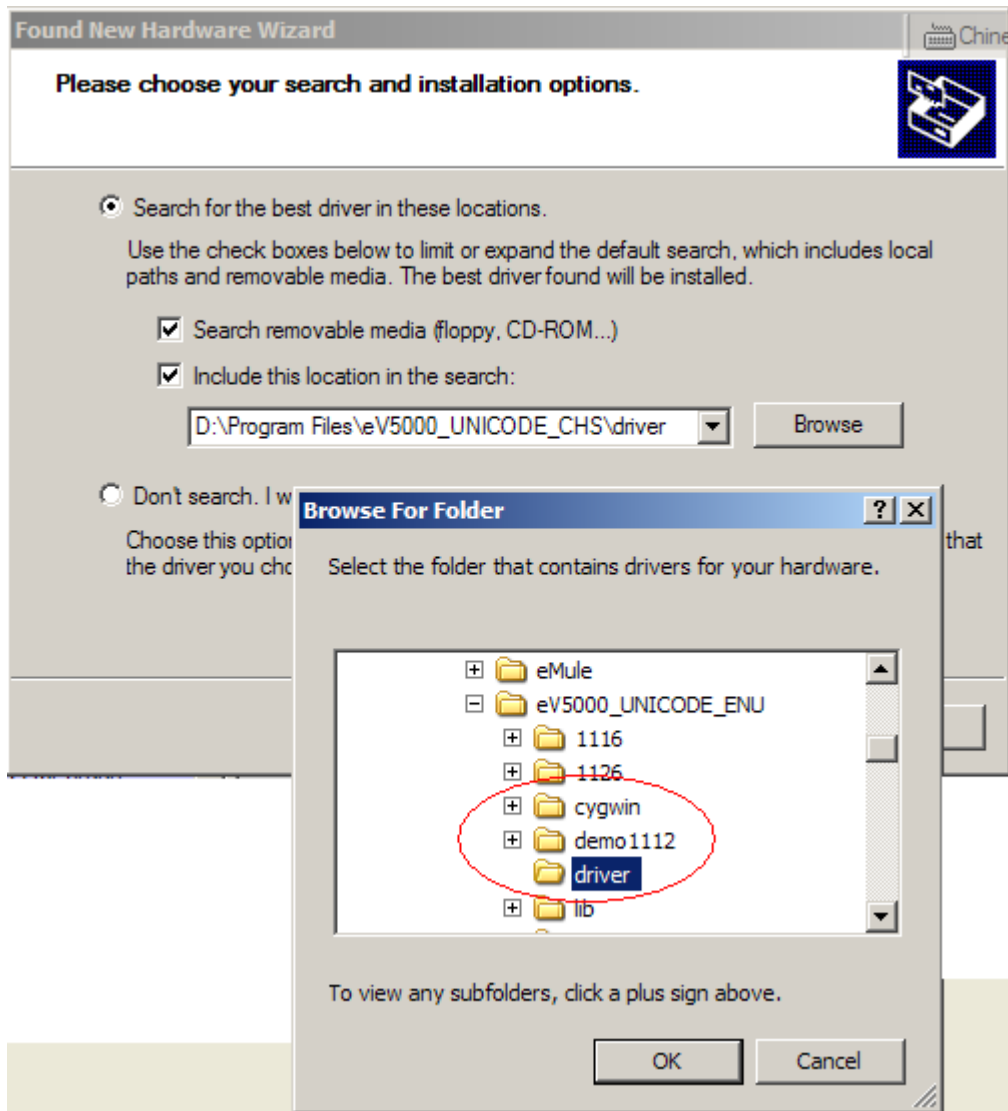 Found New Hardware Wizard
Chine
Please choose your search and installation options.
Search for the best driver in these locations.
Use the check boxes below to limit or expand the default search, which includes local
paths and removable media. The best driver found will be installed.
Search removable media (floppy, CD-ROM...)
Include this location in the search:
D:\Program Files\eV5000_UNICODE_CHS\driver
Browse
Don't search. I w
Choose this option
that
the driver you cho
Browse For Folder
Select the folder that contains drivers for your hardware.
eMule
eV5000_UNICODE_ENU
1116
1126
cygwin
demo1112
driver
lib
To view any subfolders, click a plus sign above.
OK
Cancel